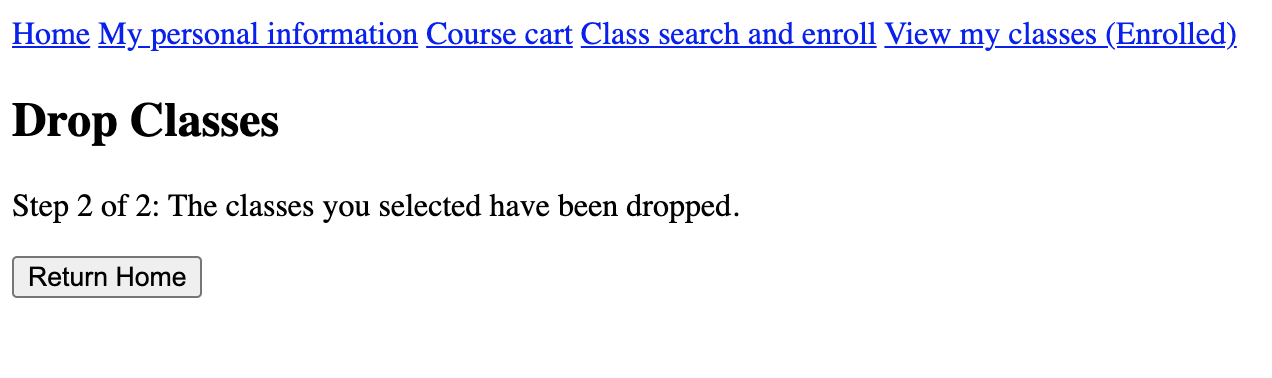 Home My personal information Course cart Class search and enroll View my classes (Enrolled)
Drop Classes
Step 2 of 2: The classes you selected have been dropped.
Return Home